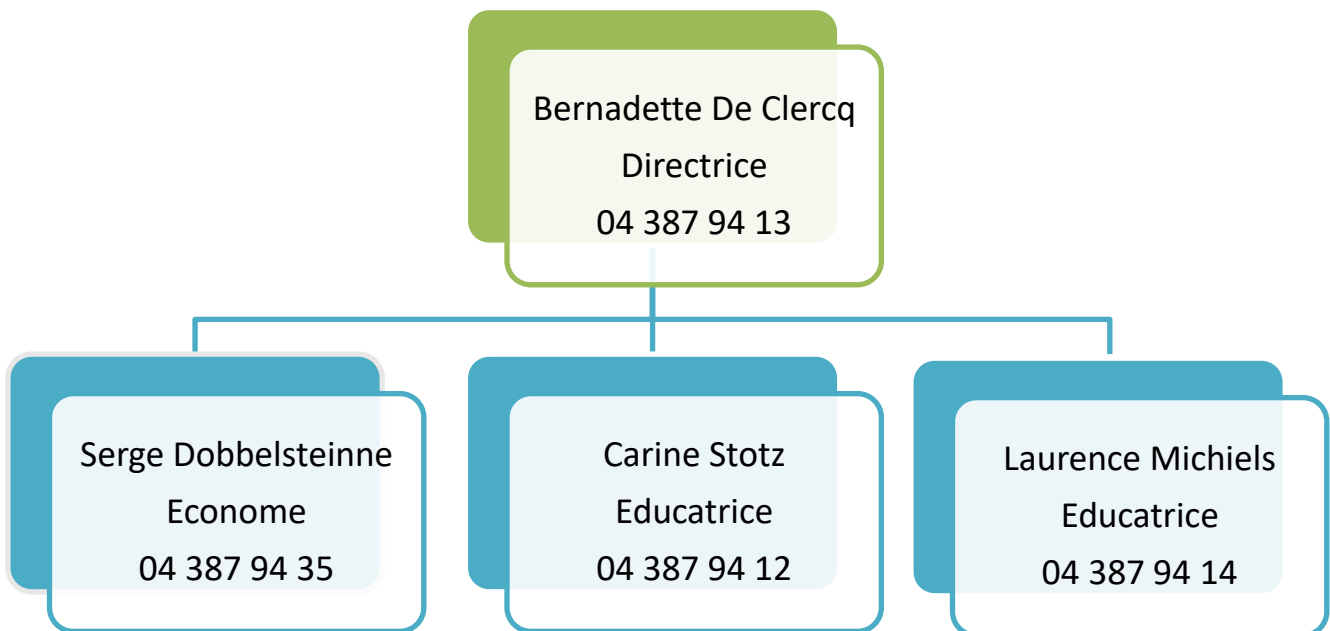 Bernadette De Clercq
Directrice
04 387 94 13
Serge Dobbelsteinne
Econome
04 387 94 35
Carine Stotz
Educatrice
04 387 94 12
Laurence Michiels
Educatrice
04 387 94 14